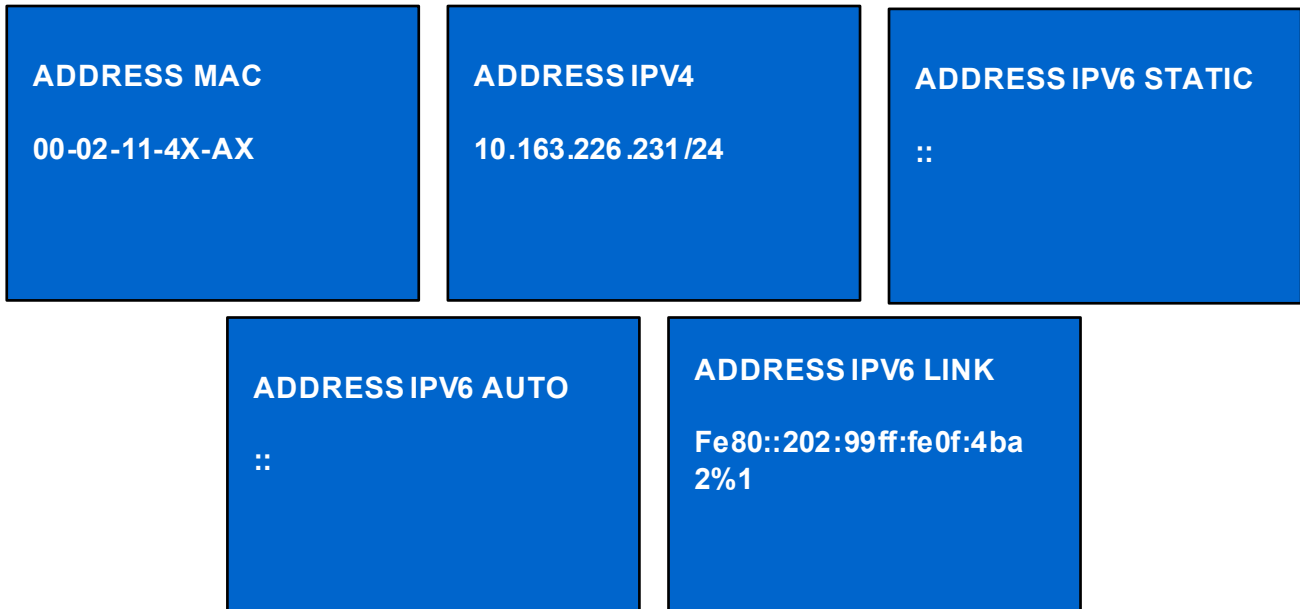 ADDRESS MAC
00-02-11-4X-AX
ADDRESS IPV4
10.163.226.231/24
ADDRESS IPV6 STATIC
::
ADDRESS IPV6 AUTO
::
ADDRESS IPV6 LINK
Fe80::202:99ff:fe0f:4ba
2%1